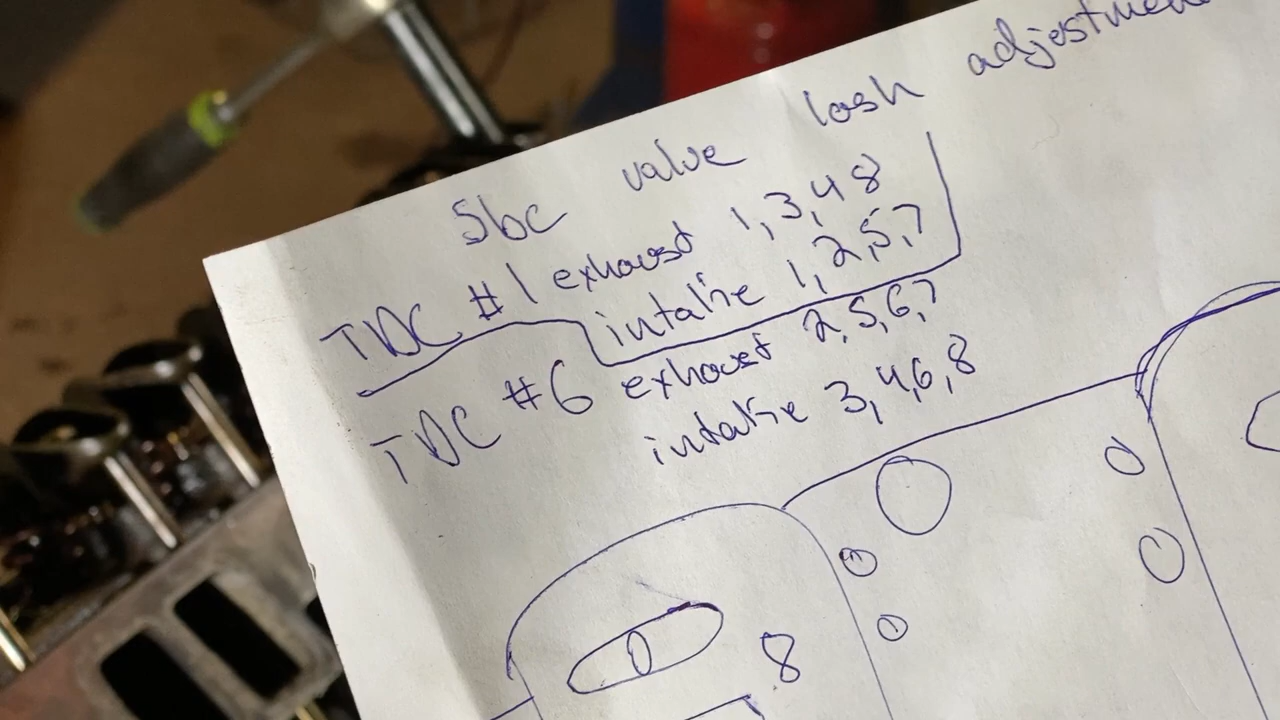 Sbc valve lash adjestmen
TDC #1 exhaust 1,3,4 8
intake 1,2,5,7
TDC #6 exhaust 2,5,6,7
intake 3,4,6,8
8